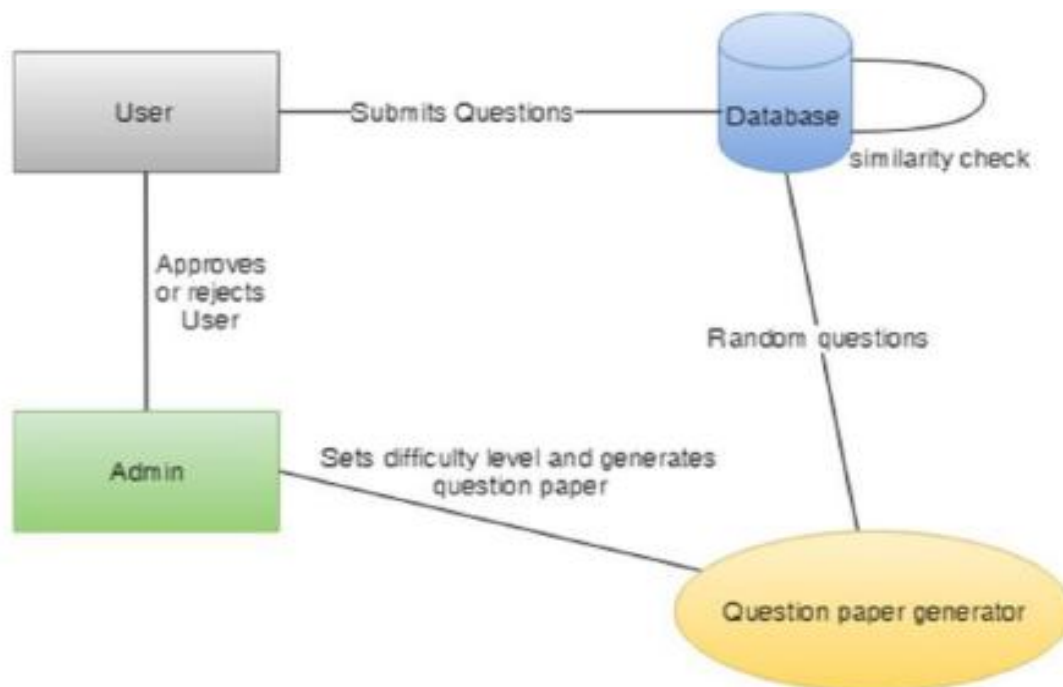 User
Submits Questions
Database
similarity check
Approves
or rejects
User
Random questions
Admin
Sets difficulty level and generates
question paper
Question paper generator